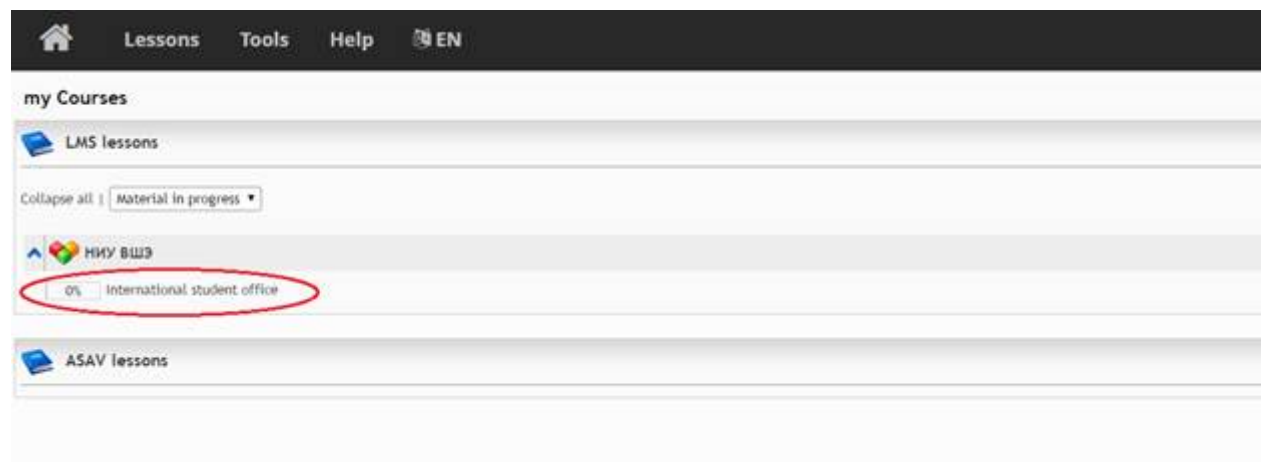 Lessons Tools Help EN
my Courses
LMS lessons
Collapse all | Material in progress
НИУ ВШЭ
0% International student office
ASAV lessons